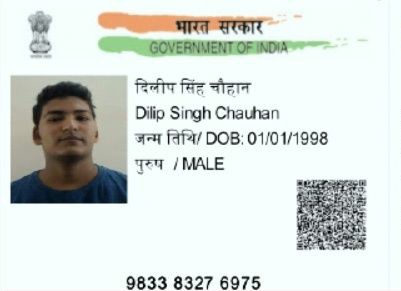 भारत सरकार
GOVERNMENT OF INDIA
दिलीप सिंह चौहान
Dilip Singh Chauhan
जन्म तिथि/ DOB: 01/01/1998
पुरुष / MALE
9833 8327 6975